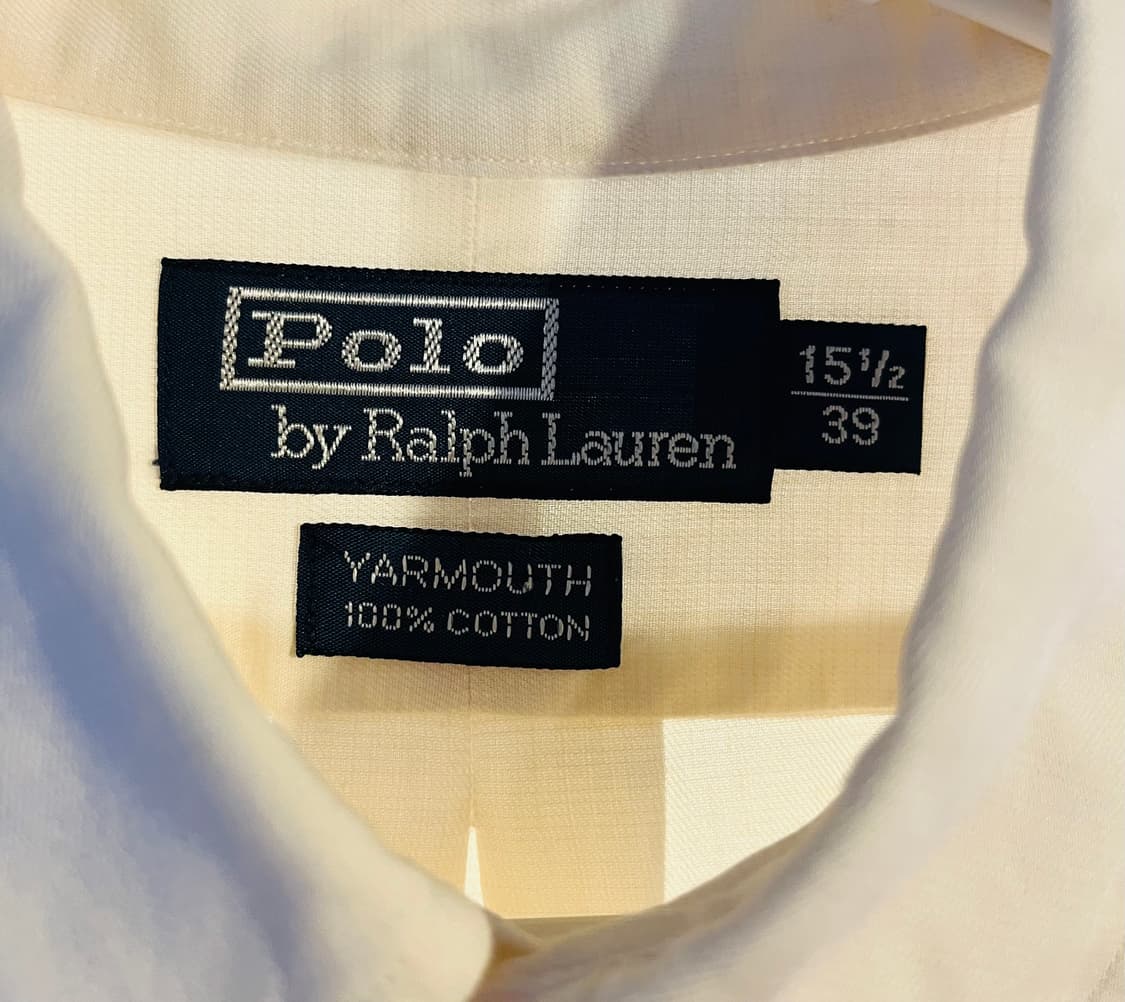 Polo
by Ralph Lauren
15½
39
YARMOUTH
100% COTTON